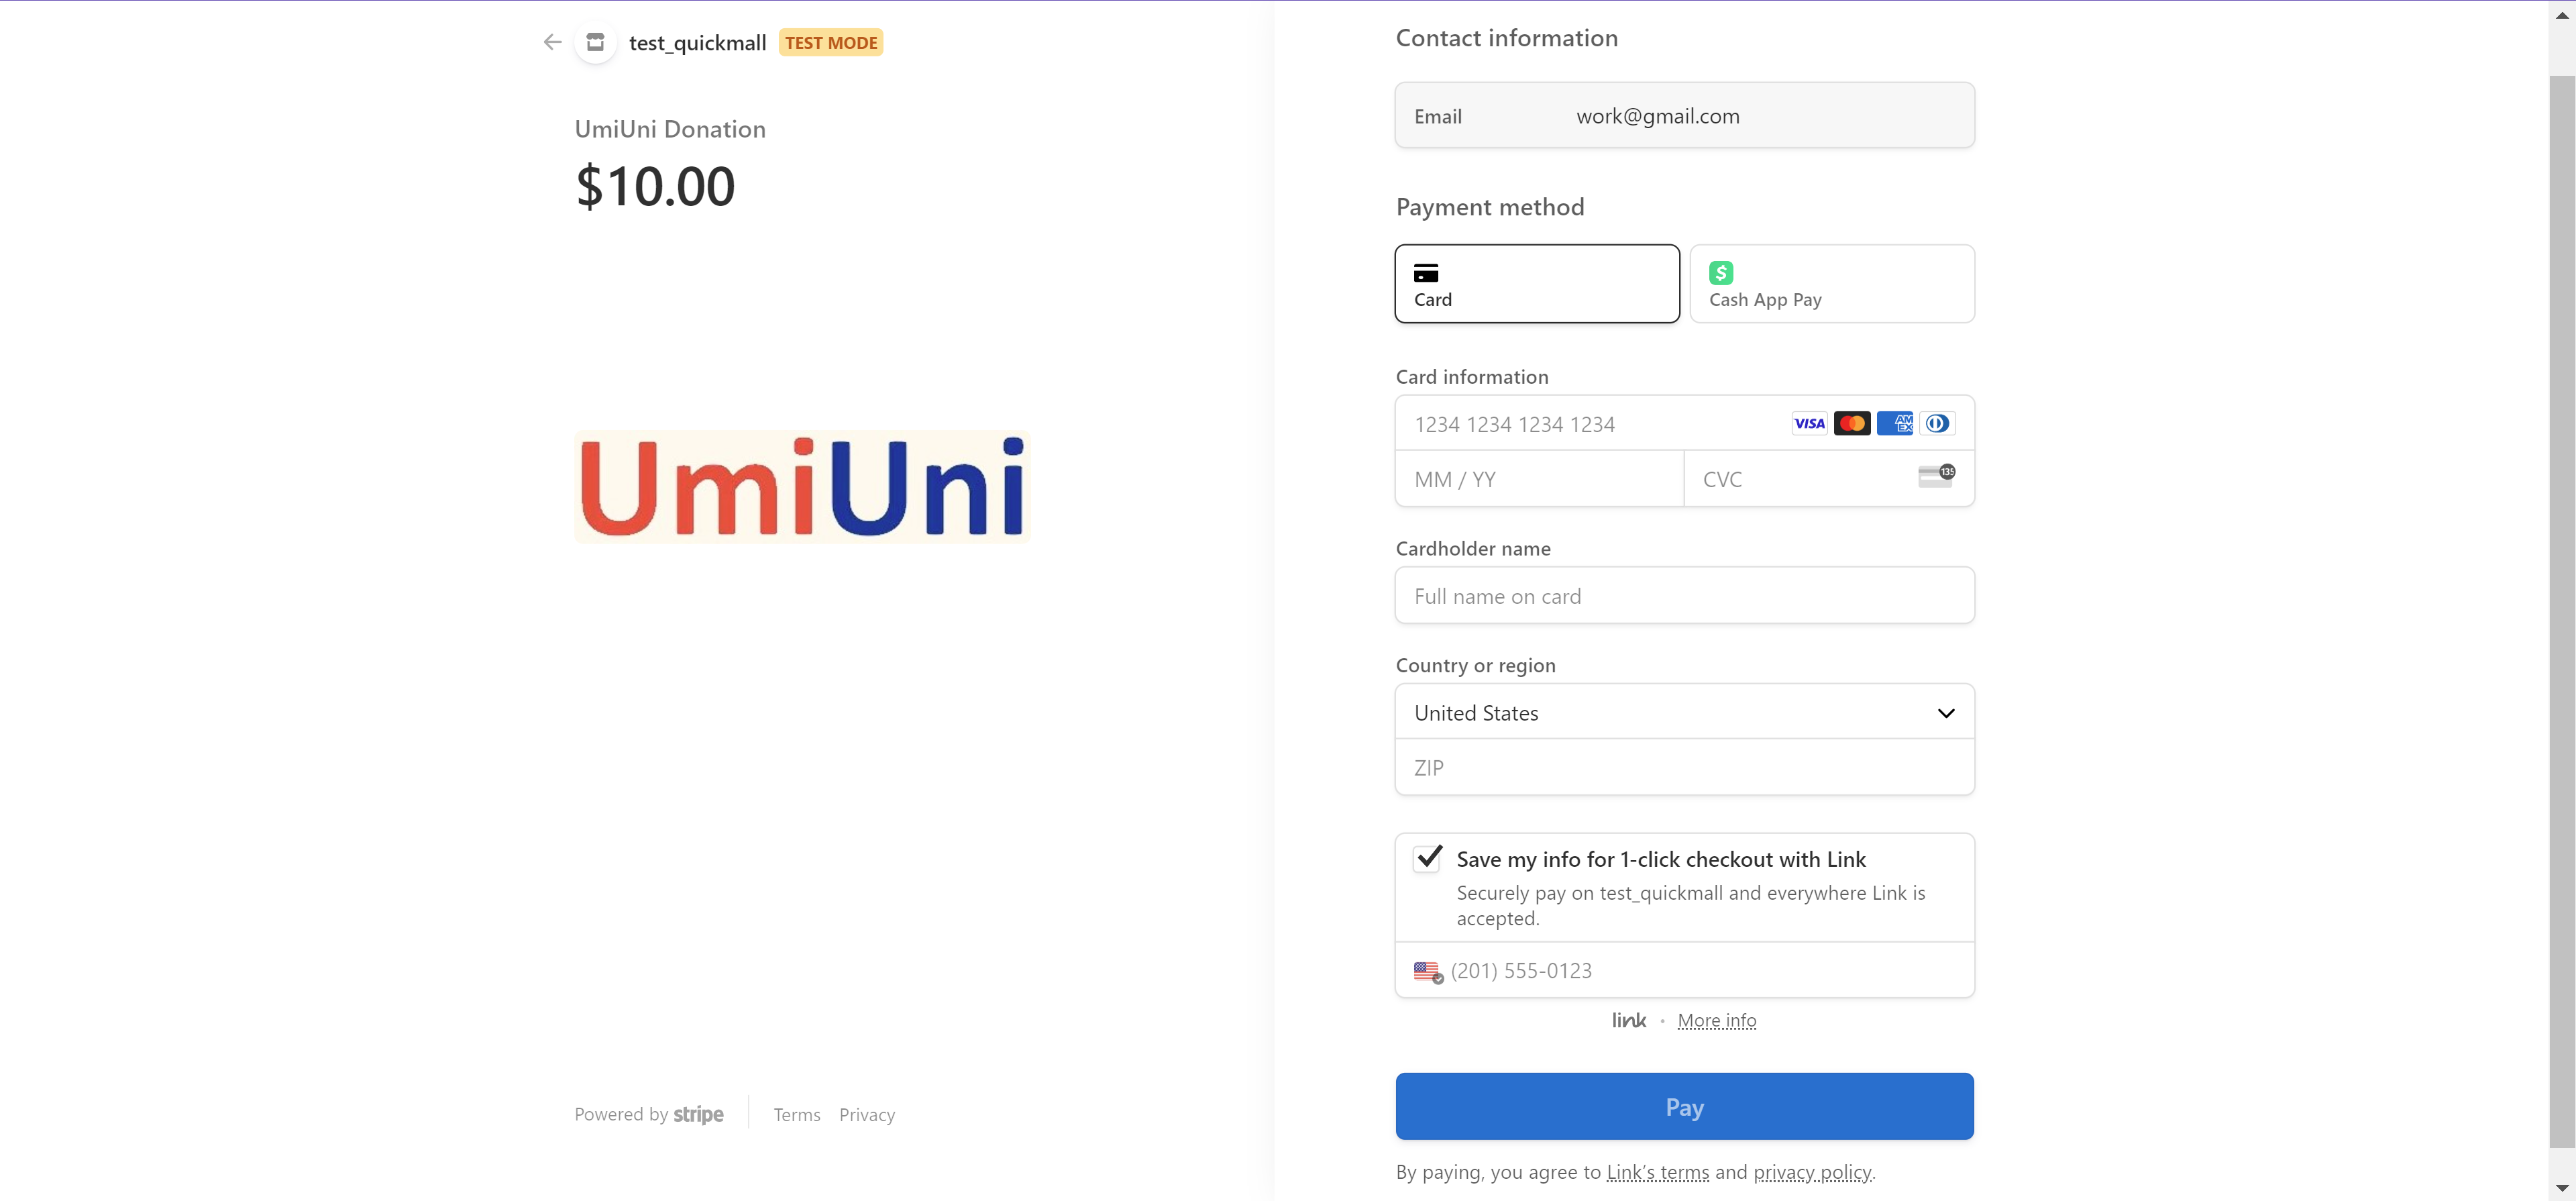 test_quickmall TEST MODE
UmiUni Donation
$10.00
UmiUni
Powered by stripe Terms Privacy
Contact information
Email work@gmail.com
Payment method
Card
Cash App Pay
Card information
1234 1234 1234 1234 VISA AM EX
MM / YY CVC 135
Cardholder name
Full name on card
Country or region
United States
ZIP
Save my info for 1-click checkout with Link
Securely pay on test_quickmall and everywhere Link is
accepted.
(201) 555-0123
link • More info
Pay
By paying, you agree to Link’s terms and privacy policy.